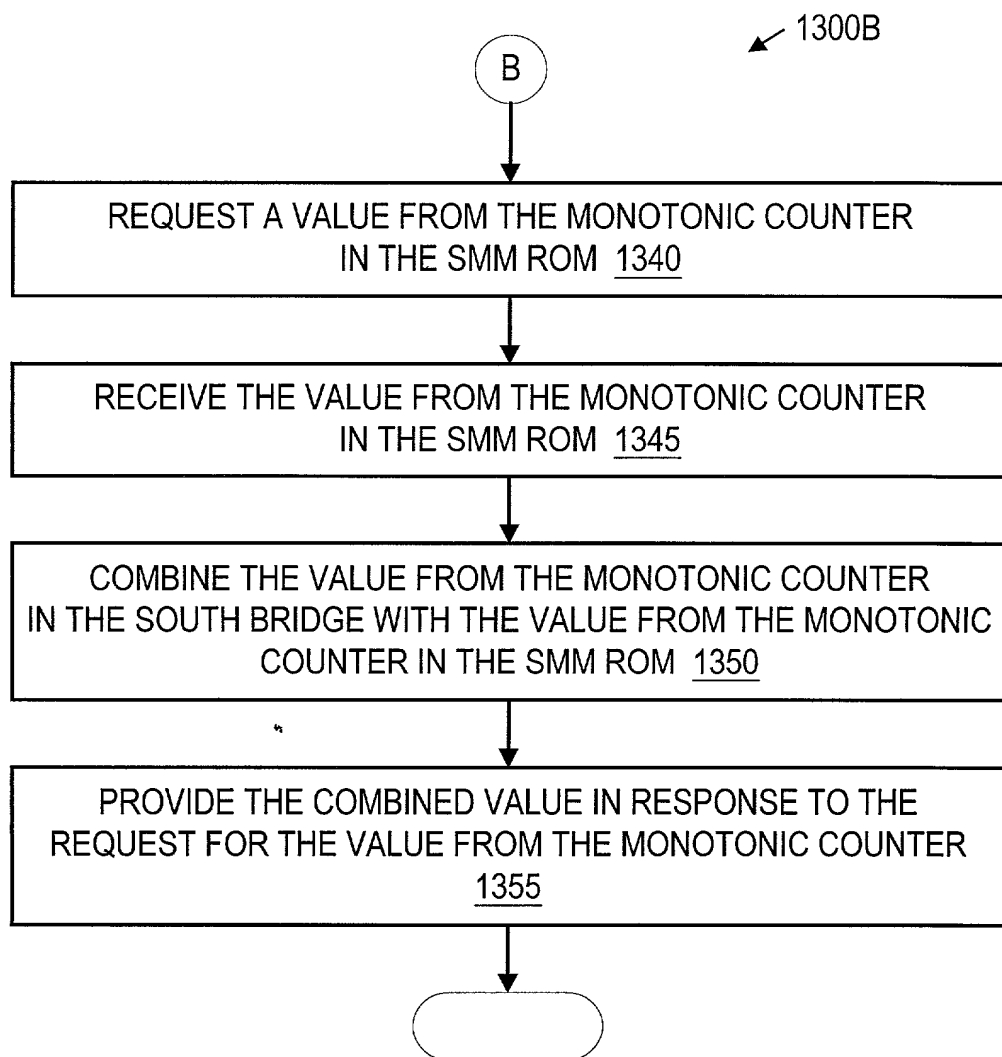 1300B
B
REQUEST A VALUE FROM THE MONOTONIC COUNTER
IN THE SMM ROM 1340
RECEIVE THE VALUE FROM THE MONOTONIC COUNTER
IN THE SMM ROM 1345
COMBINE THE VALUE FROM THE MONOTONIC COUNTER
IN THE SOUTH BRIDGE WITH THE VALUE FROM THE MONOTONIC
COUNTER IN THE SMM ROM 1350
PROVIDE THE COMBINED VALUE IN RESPONSE TO THE
REQUEST FOR THE VALUE FROM THE MONOTONIC COUNTER
1355